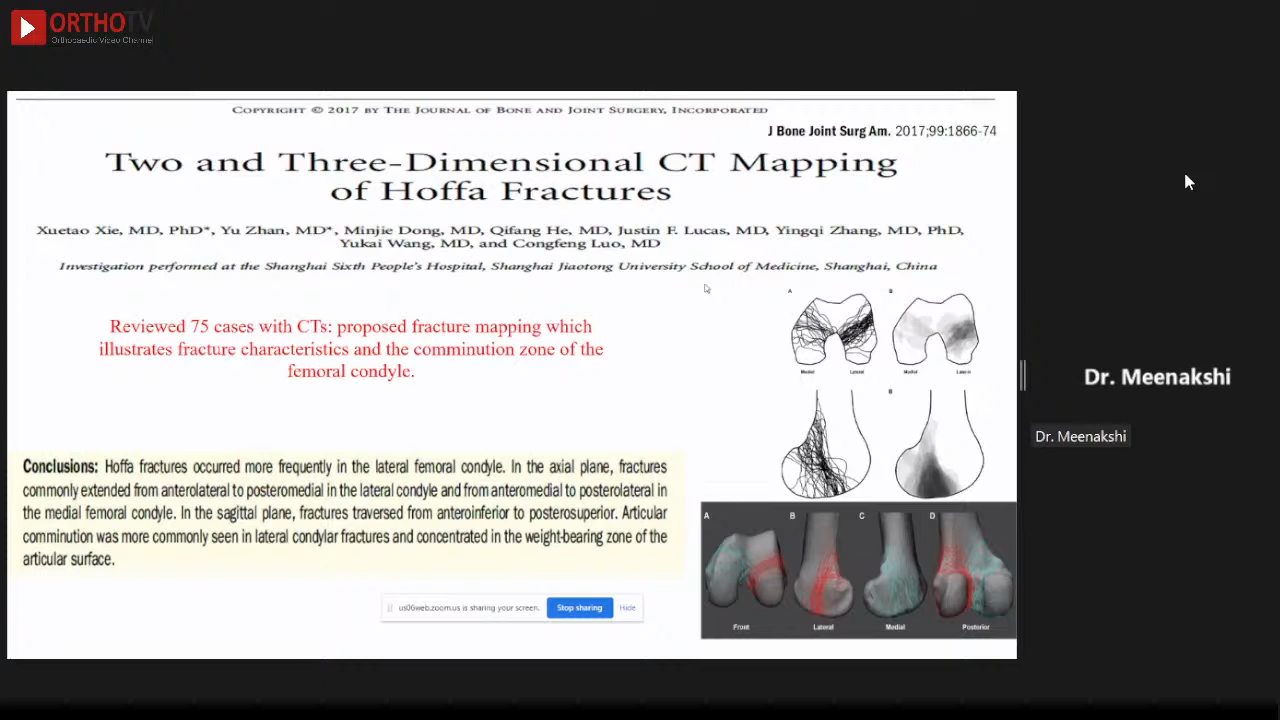 ORTHOTV
Orthopaedic Video Channel
COPYRIGHT © 2017 BY THE JOURNAL OF BONE AND JOINT SURGERY, INCORPORATED
J Bone Joint Surg Am. 2017;99:1866-74
Two and Three-Dimensional CT Mapping
of Hoffa Fractures
Xuetao Xie, MD, PhD*, Yu Zhan, MD*, Minjie Dong, MD, Qifang He, MD, Justin F. Lucas, MD, Yingqi Zhang, MD, PhD,
Yukai Wang, MD, and Congfeng Luo, MD
Investigation performed at the Shanghai Sixth People's Hospital, Shanghai Jiaotong University School of Medicine, Shanghai, China
Reviewed 75 cases with CTs: proposed fracture mapping which
illustrates fracture characteristics and the comminution zone of the
femoral condyle.
A B
Medial Lateral Medial Lateral
B
Conclusions: Hoffa fractures occurred more frequently in the lateral femoral condyle. In the axial plane, fractures
commonly extended from anterolateral to posteromedial in the lateral condyle and from anteromedial to posterolateral in
the medial femoral condyle. In the sagittal plane, fractures traversed from anteroinferior to posterosuperior. Articular
comminution was more commonly seen in lateral condylar fractures and concentrated in the weight-bearing zone of the
articular surface.
A B C D
Front Lateral Medial Posterior
us06web.zoom.us is sharing your screen. Stop sharing Hide
Dr. Meenakshi
Dr. Meenakshi